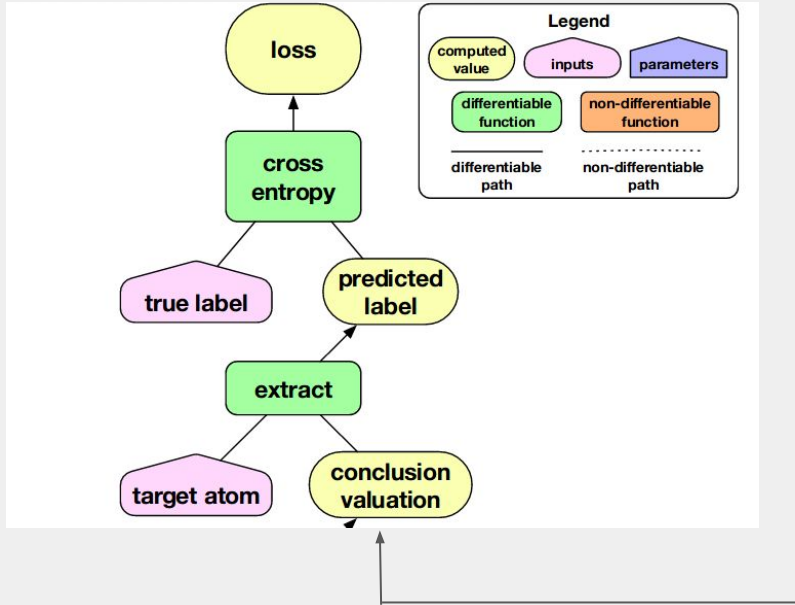 loss
Legend
computed
value
inputs
parameters
differentiable
function
non-differentiable
function
differentiable
path
non-differentiable
path
cross
entropy
true label
predicted
label
extract
target atom
conclusion
valuation